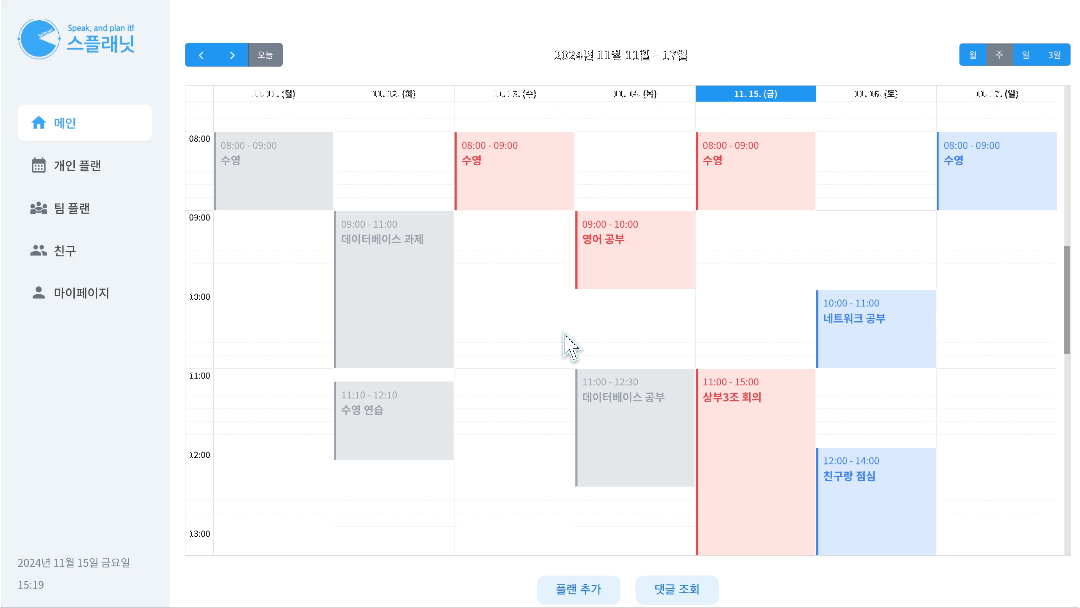 Speak, and plan it!
스플래닛
메인
개인 플랜
팀 플랜
친구
마이페이지
2024년 11월 15일 금요일
15:19
오늘
2024년 11월 11일 - 17일
월 주 일 3일
11. 11. (월) 11. 12. (화) 11. 13. (수) 11. 14. (목) 11. 15. (금) 11. 16. (토) 11. 17. (일)
08:00
08:00 - 09:00
수영
08:00 - 09:00
수영
08:00 - 09:00
수영
08:00 - 09:00
수영
09:00
09:00 - 11:00
데이터베이스 과제
09:00 - 10:00
영어 공부
10:00
10:00 - 11:00
네트워크 공부
11:00
11:10 - 12:10
수영 연습
11:00 - 12:30
데이터베이스 공부
11:00 - 15:00
상부3조 회의
12:00
12:00 - 14:00
친구랑 점심
13:00
플랜 추가
댓글 조회